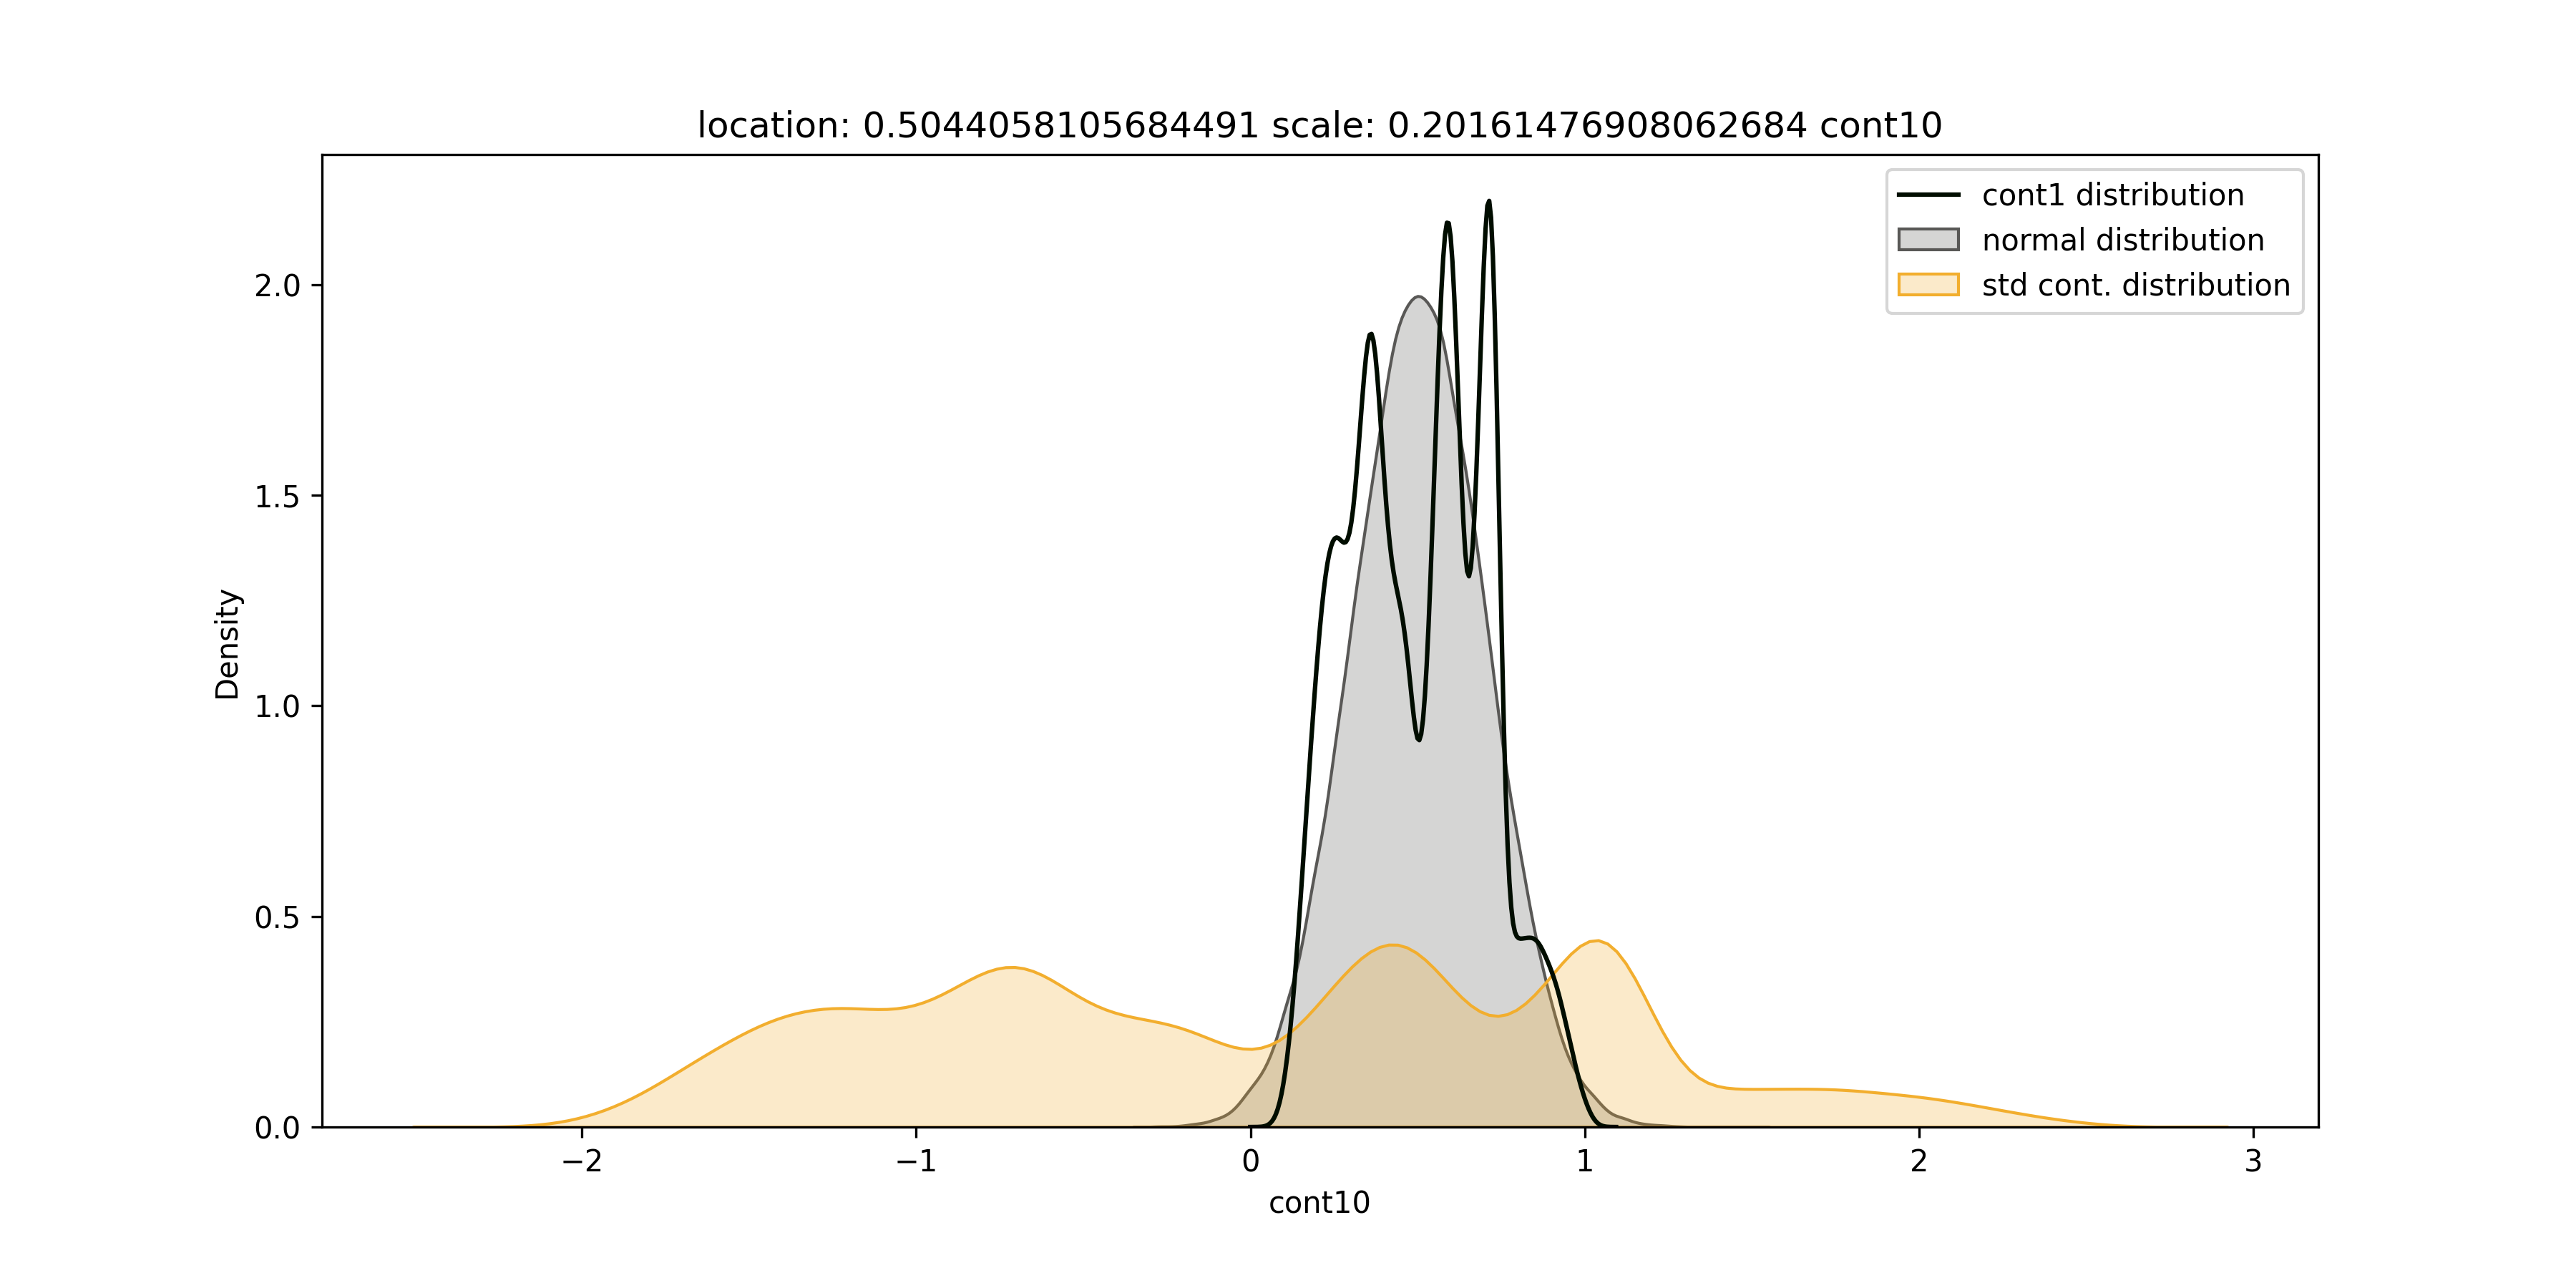 location: 0.5044058105684491 scale: 0.20161476908062684 cont10
cont1 distribution
normal distribution
std cont. distribution
Density
2.0
1.5
1.0
0.5
0.0
−2
−1
0
1
2
3
cont10